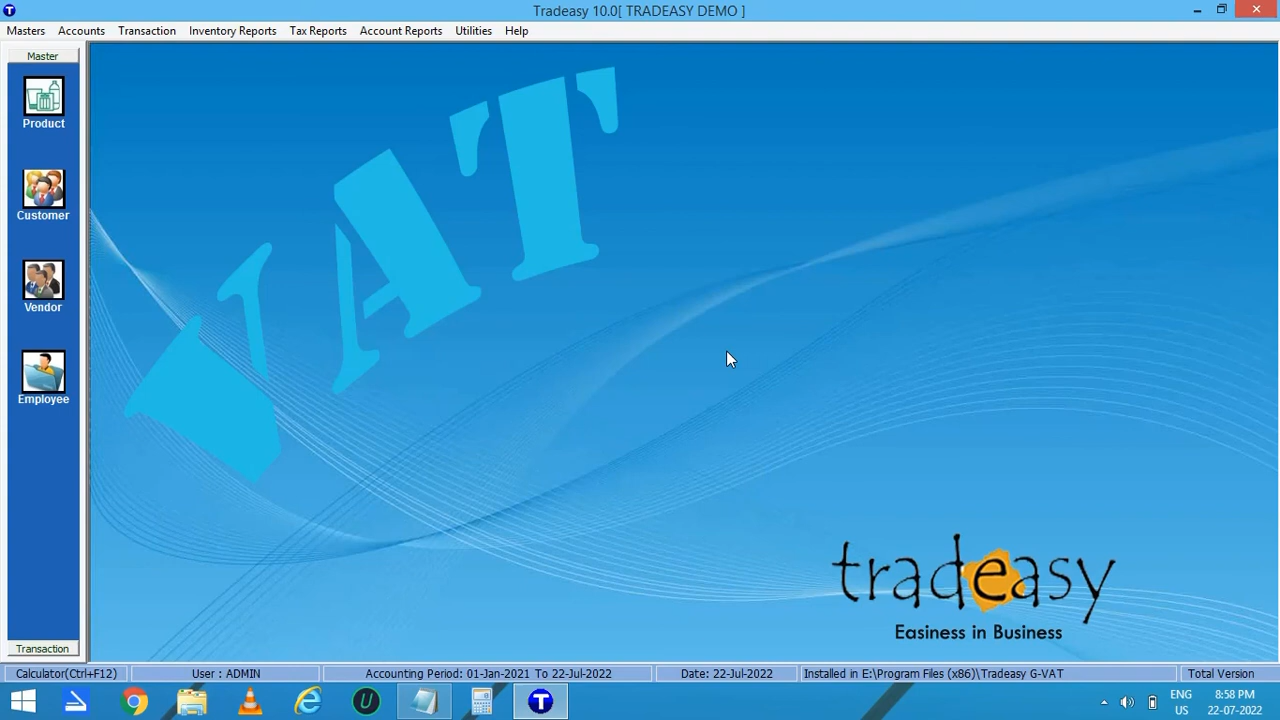 Tradeasy 10.0[ TRADEASY DEMO ]
Masters Accounts Transaction Inventory Reports Tax Reports Account Reports Utilities Help
Master
Product
Customer
Vendor
Employee
Transaction
VAT
tradeasy
Easiness in Business
Calculator(Ctrl+F12) User : ADMIN Accounting Period: 01-Jan-2021 To 22-Jul-2022 Date: 22-Jul-2022 Installed in E:\Program Files (x86)\Tradeasy G-VAT Total Version
ENG 8:58 PM
US 22-07-2022